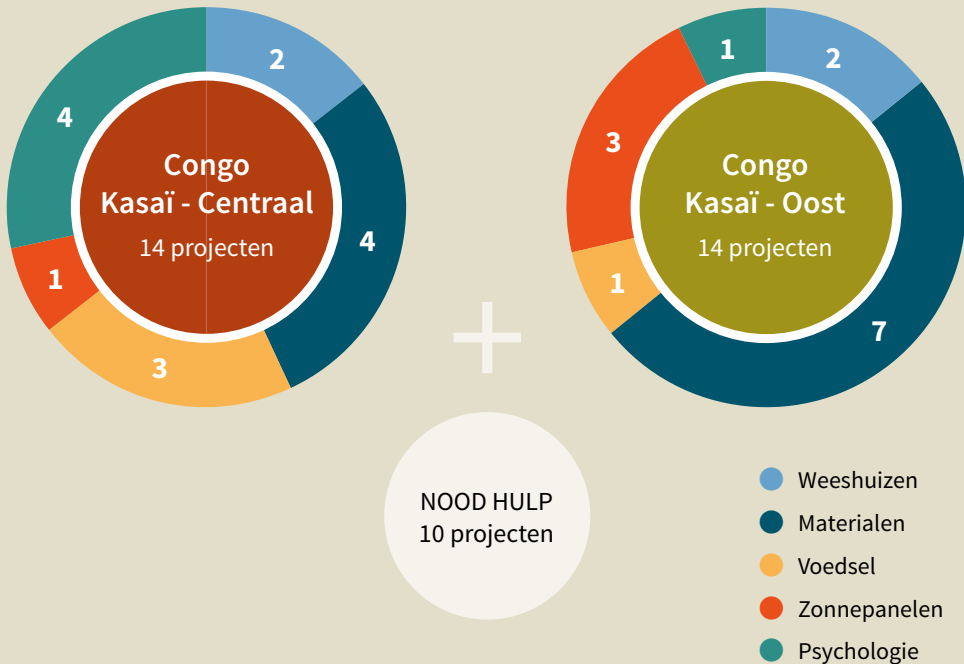 2
4
3
1
4
Congo
Kasaï - Centraal
14 projecten
2
7
1
3
1
Congo
Kasaï - Oost
14 projecten
+
NOOD HULP
10 projecten
Weeshuizen
Materialen
Voedsel
Zonnepanelen
Psychologie